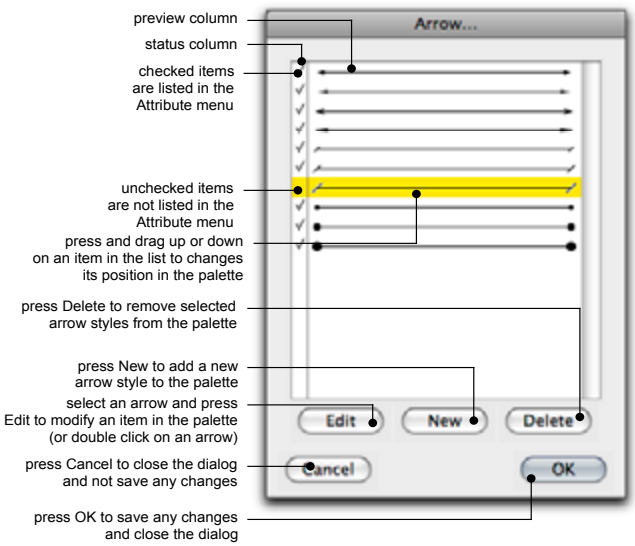 Arrow...
preview column
status column
checked items
are listed in the
Attribute menu
unchecked items
are not listed in the
Attribute menu
press and drag up or down
on an item in the list to changes
its position in the palette
press Delete to remove selected
arrow styles from the palette
press New to add a new
arrow style to the palette
select an arrow and press
Edit to modify an item in the palette
(or double click on an arrow)
Edit
New
Delete
press Cancel to close the dialog
and not save any changes
Cancel
OK
press OK to save any changes
and close the dialog